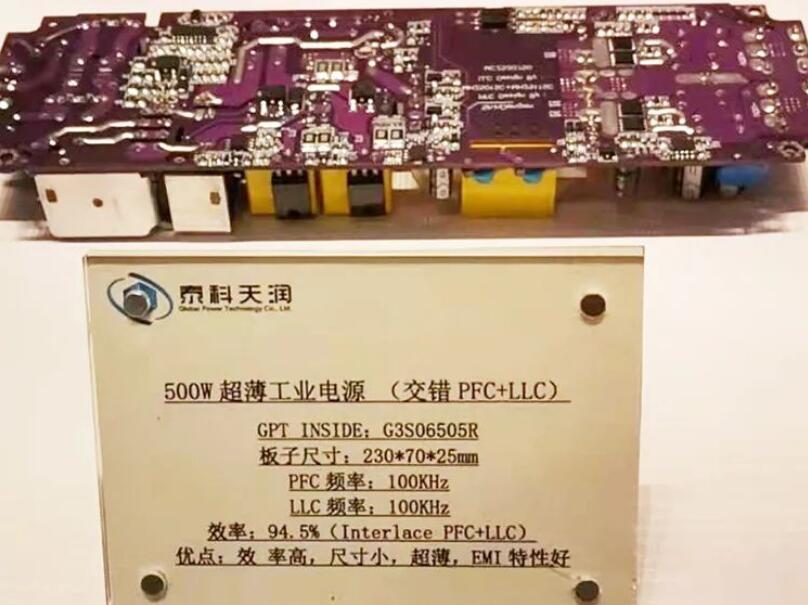 泰科天润
Global Power Technology Co., Ltd.
500W 超薄工业电源 （交错 PFC+LLC）
GPT INSIDE: G3S06505R
板子尺寸: 230*70*25mm
PFC 频率: 100KHz
LLC 频率: 100KHz
效率: 94.5%（Interlace PFC+LLC）
优点: 效 率高, 尺寸小, 超薄, EMI 特性好